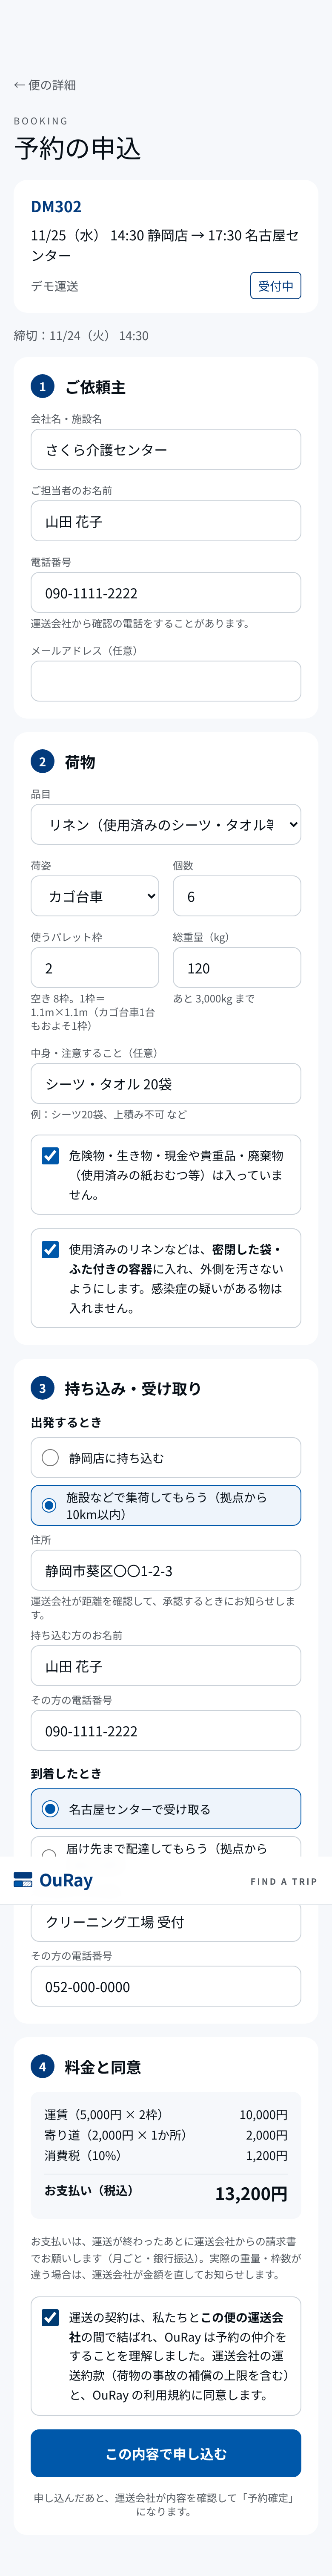 ← 便の詳細
BOOKING
予約の申込
DM302
11/25（水） 14:30 静岡店 → 17:30 名古屋セ
ンター
デモ運送
受付中
締切：11/24（火） 14:30
1 ご依頼主
会社名・施設名
さくら介護センター
ご担当者のお名前
山田 花子
電話番号
090-1111-2222
運送会社から確認の電話をすることがあります。
メールアドレス（任意）
2 荷物
品目
リネン（使用済みのシーツ・タオル
荷姿
個数
カゴ台車
6
使うパレット枠
総重量（kg）
2
120
空き 8枠。1枠＝
1.1m×1.1m（カゴ台車1台
もおよそ1枠）
あと 3,000kg まで
中身・注意すること（任意）
シーツ・タオル 20袋
例：シーツ20袋、上積み不可 など
危険物・生き物・現金や貴重品・廃棄物
（使用済みの紙おむつ等）は入っていま
せん。
使用済みのリネンなどは、密閉した袋・
ふた付きの容器に入れ、外側を汚さない
ようにします。感染症の疑いがある物は
入れません。
3 持ち込み・受け取り
出発するとき
静岡店に持ち込む
施設などで集荷してもらう（拠点から
10km以内）
住所
静岡市葵区〇〇1-2-3
運送会社が距離を確認して、承認するときにお知らせしま
す。
持ち込む方のお名前
山田 花子
その方の電話番号
090-1111-2222
到着したとき
名古屋センターで受け取る
届け先まで配達してもらう（拠点から
OuRay
FIND A TRIP
クリーニング工場 受付
その方の電話番号
052-000-0000
4 料金と同意
運賃（5,000円 × 2枠）
10,000円
寄り道（2,000円 × 1か所）
2,000円
消費税（10%）
1,200円
お支払い（税込）
13,200円
お支払いは、運送が終わったあとに運送会社からの請求書
でお願いします（月ごと・銀行振込）。実際の重量・枠数が
違う場合は、運送会社が金額を直してお知らせします。
運送の契約は、私たちとこの便の運送会
社の間で結ばれ、OuRay は予約の仲介を
することを理解しました。運送会社の運
送約款（荷物の事故の補償の上限を含む）
と、OuRay の利用規約に同意します。
この内容で申し込む
申し込んだあと、運送会社が内容を確認して「予約確定」
になります。